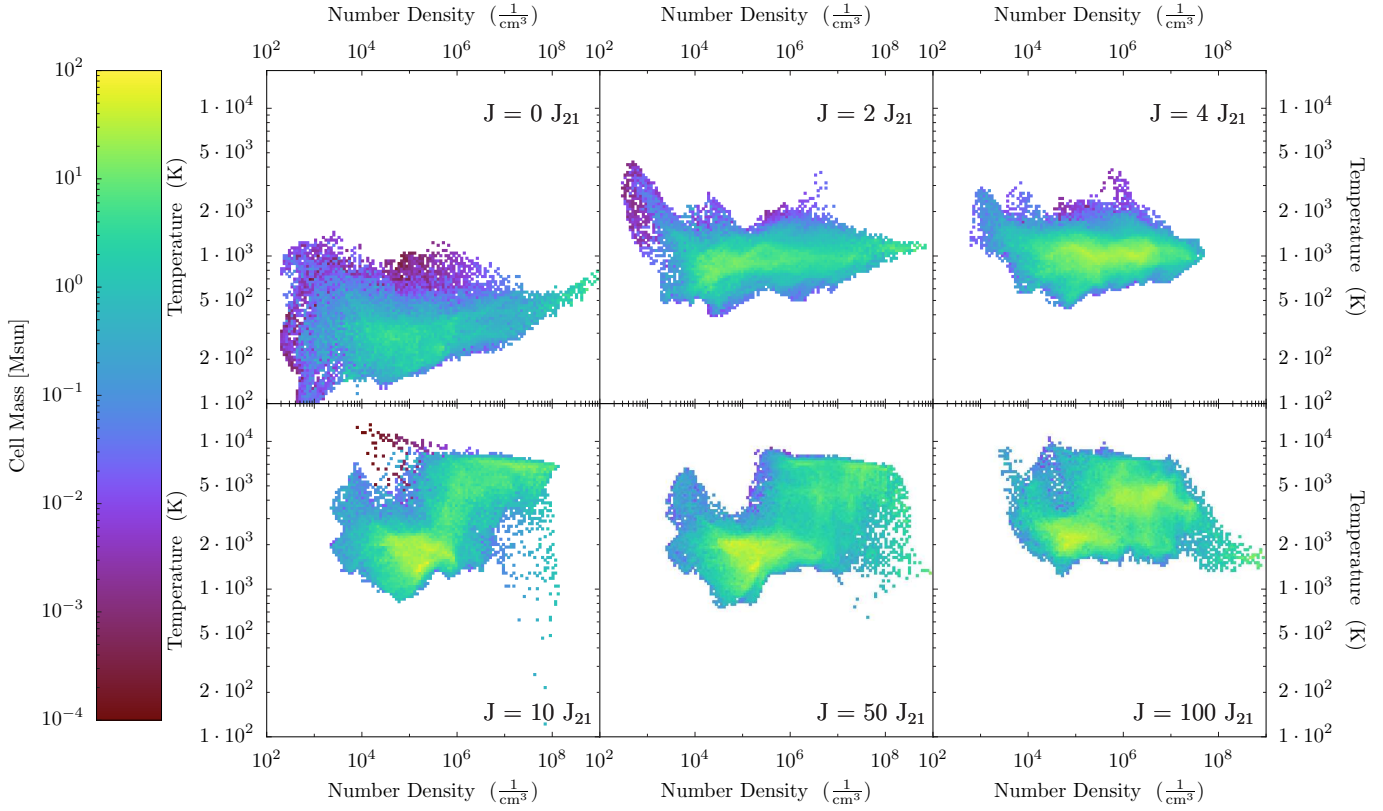 Number Density (1/cm³) Number Density (1/cm³) Number Density (1/cm³)
10² 10⁴ 10⁶ 10⁸ 10² 10⁴ 10⁶ 10⁸ 10² 10⁴ 10⁶ 10⁸
10²
10¹
10⁰
10⁻¹
10⁻²
10⁻³
10⁻⁴
Cell Mass [Msun]
Temperature (K)
1 · 10⁴
5 · 10³
2 · 10³
1 · 10³
5 · 10²
2 · 10²
1 · 10²
J = 0 J₂₁
J = 2 J₂₁
J = 4 J₂₁
1 · 10⁴
5 · 10³
2 · 10³
1 · 10³
5 · 10²
2 · 10²
1 · 10²
Temperature (K)
Temperature (K)
1 · 10⁴
5 · 10³
2 · 10³
1 · 10³
5 · 10²
2 · 10²
1 · 10²
J = 10 J₂₁
J = 50 J₂₁
J = 100 J₂₁
1 · 10⁴
5 · 10³
2 · 10³
1 · 10³
5 · 10²
2 · 10²
1 · 10²
Temperature (K)
10² 10⁴ 10⁶ 10⁸ 10² 10⁴ 10⁶ 10⁸ 10² 10⁴ 10⁶ 10⁸
Number Density (1/cm³) Number Density (1/cm³) Number Density (1/cm³)